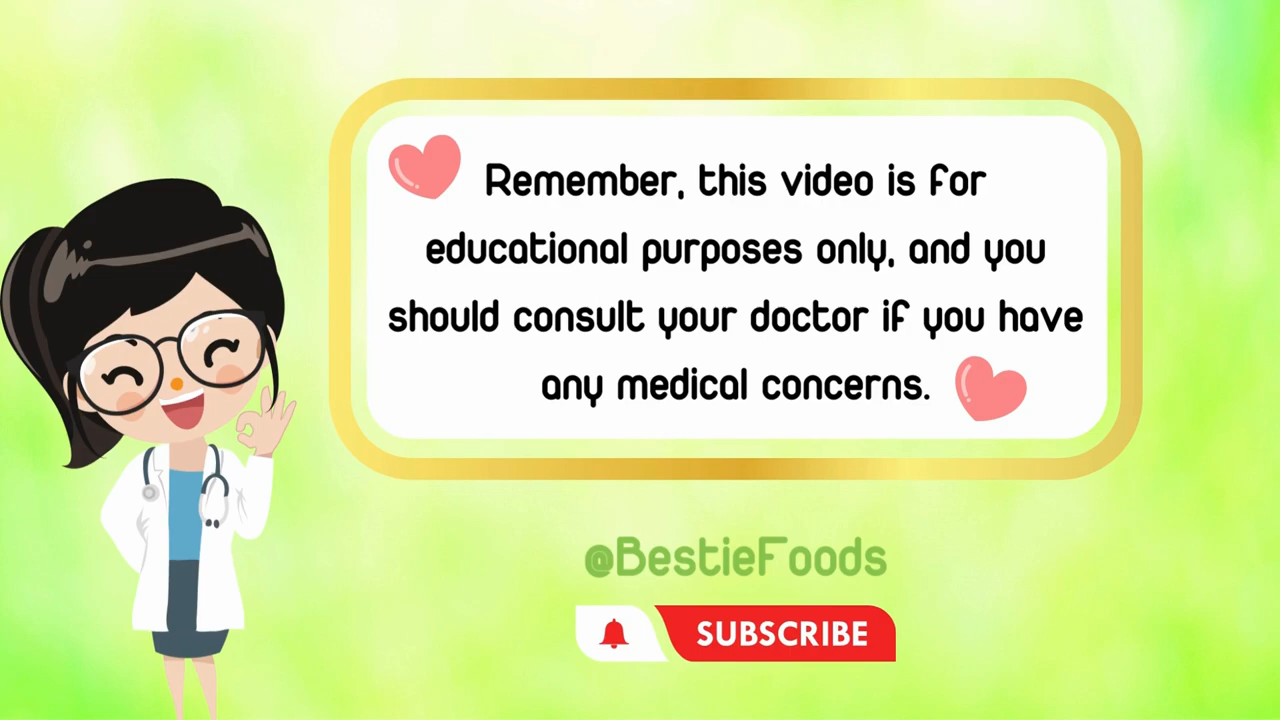 Remember, this video is for
educational purposes only, and you
should consult your doctor if you have
any medical concerns.
@BestieFoods
SUBSCRIBE